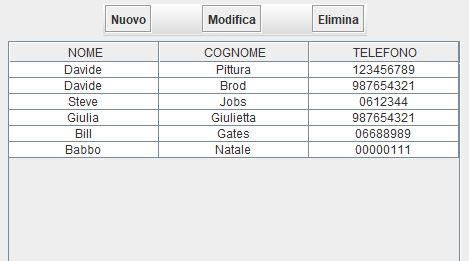 Nuovo Modifica Elimina
NOME COGNOME TELEFONO
Davide Pittura 123456789
Davide Brod 987654321
Steve Jobs 0612344
Giulia Giulietta 987654321
Bill Gates 06688989
Babbo Natale 00000111